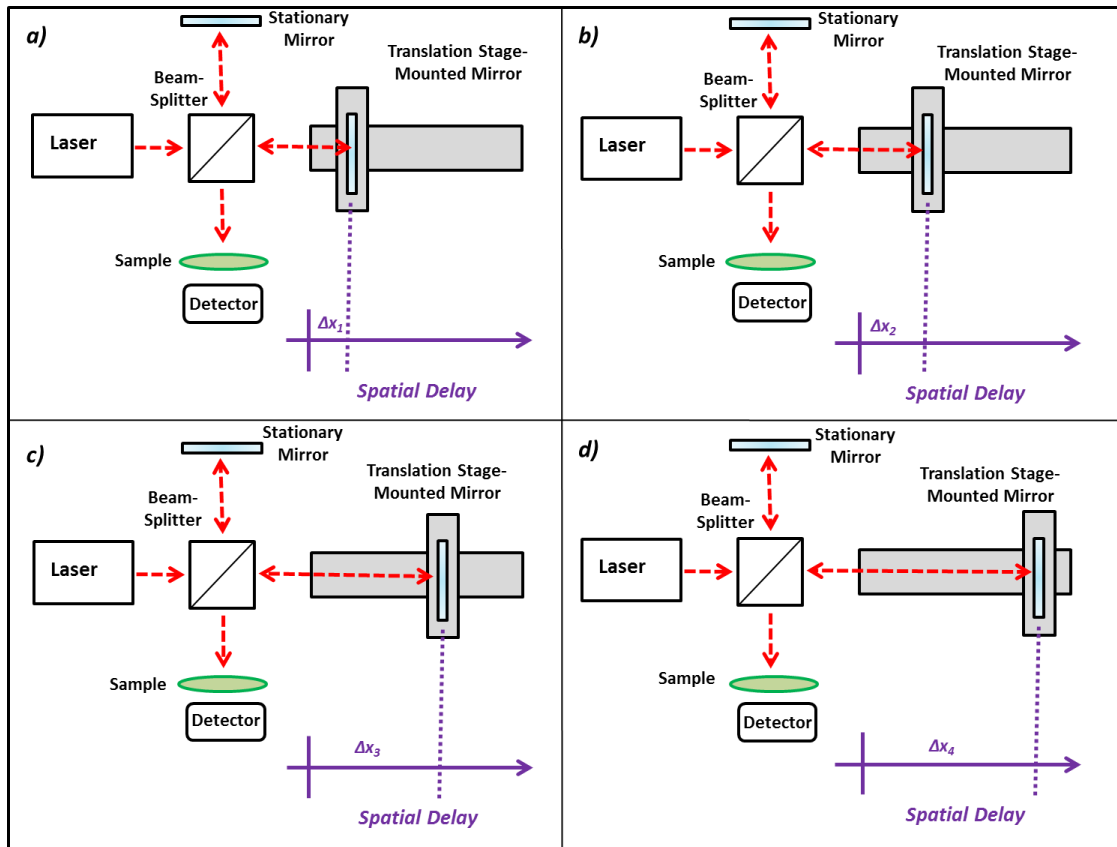 a)
Stationary
Mirror
Translation Stage-
Mounted Mirror
Beam-
Splitter
Laser
Sample
Detector
Δx₁
Spatial Delay
b)
Stationary
Mirror
Translation Stage-
Mounted Mirror
Beam-
Splitter
Laser
Sample
Detector
Δx₂
Spatial Delay
c)
Stationary
Mirror
Translation Stage-
Mounted Mirror
Beam-
Splitter
Laser
Sample
Detector
Δx₃
Spatial Delay
d)
Stationary
Mirror
Translation Stage-
Mounted Mirror
Beam-
Splitter
Laser
Sample
Detector
Δx₄
Spatial Delay